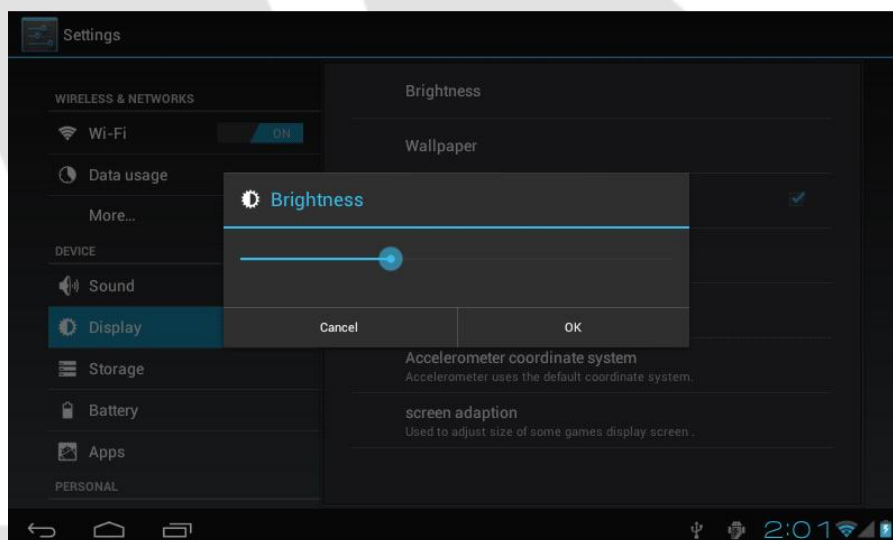 Settings
WIRELESS & NETWORKS
Wi-Fi
ON
Data usage
More...
DEVICE
Sound
Display
Storage
Battery
Apps
PERSONAL
Brightness
Wallpaper
Brightness
Cancel
OK
Accelerometer coordinate system
Accelerometer uses the default coordinate system.
screen adaption
Used to adjust size of some games display screen .
2:01